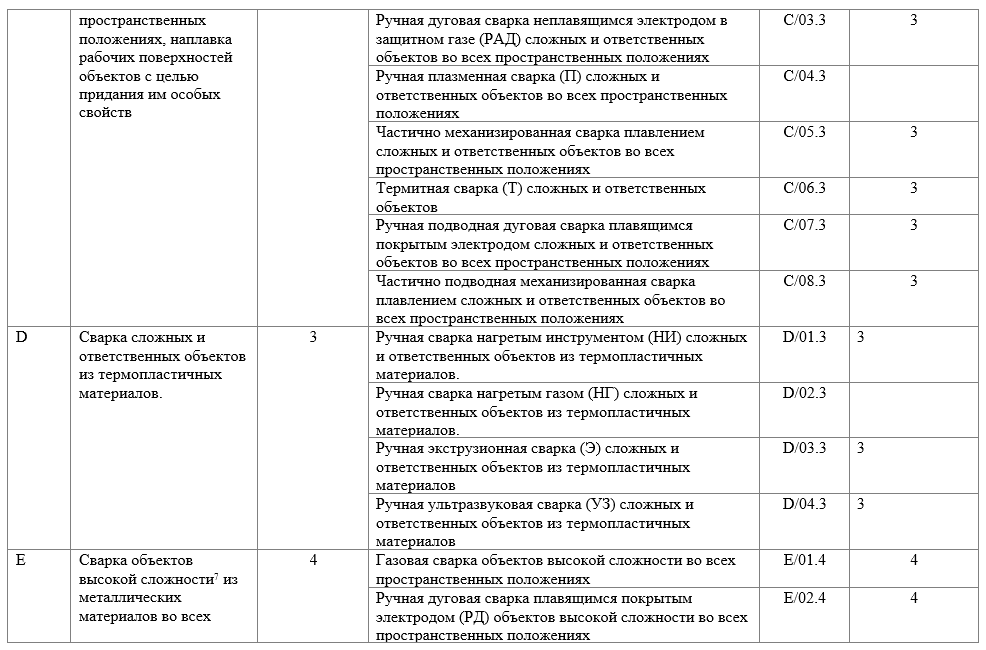 пространственных
положениях, наплавка
рабочих поверхностей
объектов с целью
придания им особых
свойств
Ручная дуговая сварка неплавящимся электродом в
защитном газе (РАД) сложных и ответственных
объектов во всех пространственных положениях
C/03.3
3
Ручная плазменная сварка (П) сложных и
ответственных объектов во всех пространственных
положениях
C/04.3
Частично механизированная сварка плавлением
сложных и ответственных объектов во всех
пространственных положениях
C/05.3
3
Термитная сварка (Т) сложных и ответственных
объектов
C/06.3
3
Ручная подводная дуговая сварка плавящимся
покрытым электродом сложных и ответственных
объектов во всех пространственных положениях
C/07.3
3
Частично подводная механизированная сварка
плавлением сложных и ответственных объектов во
всех пространственных положениях
C/08.3
3
D
Сварка сложных и
ответственных объектов
из термопластичных
материалов.
3
Ручная сварка нагретым инструментом (НИ) сложных
и ответственных объектов из термопластичных
материалов.
D/01.3
3
Ручная сварка нагретым газом (НГ) сложных и
ответственных объектов из термопластичных
материалов.
D/02.3
Ручная экструзионная сварка (Э) сложных и
ответственных объектов из термопластичных
материалов
D/03.3
3
Ручная ультразвуковая сварка (УЗ) сложных и
ответственных объектов из термопластичных
материалов
D/04.3
3
E
Сварка объектов
высокой сложности⁷ из
металлических
материалов во всех
4
Газовая сварка объектов высокой сложности во всех
пространственных положениях
E/01.4
4
Ручная дуговая сварка плавящимся покрытым
электродом (РД) объектов высокой сложности во всех
пространственных положениях
E/02.4
4